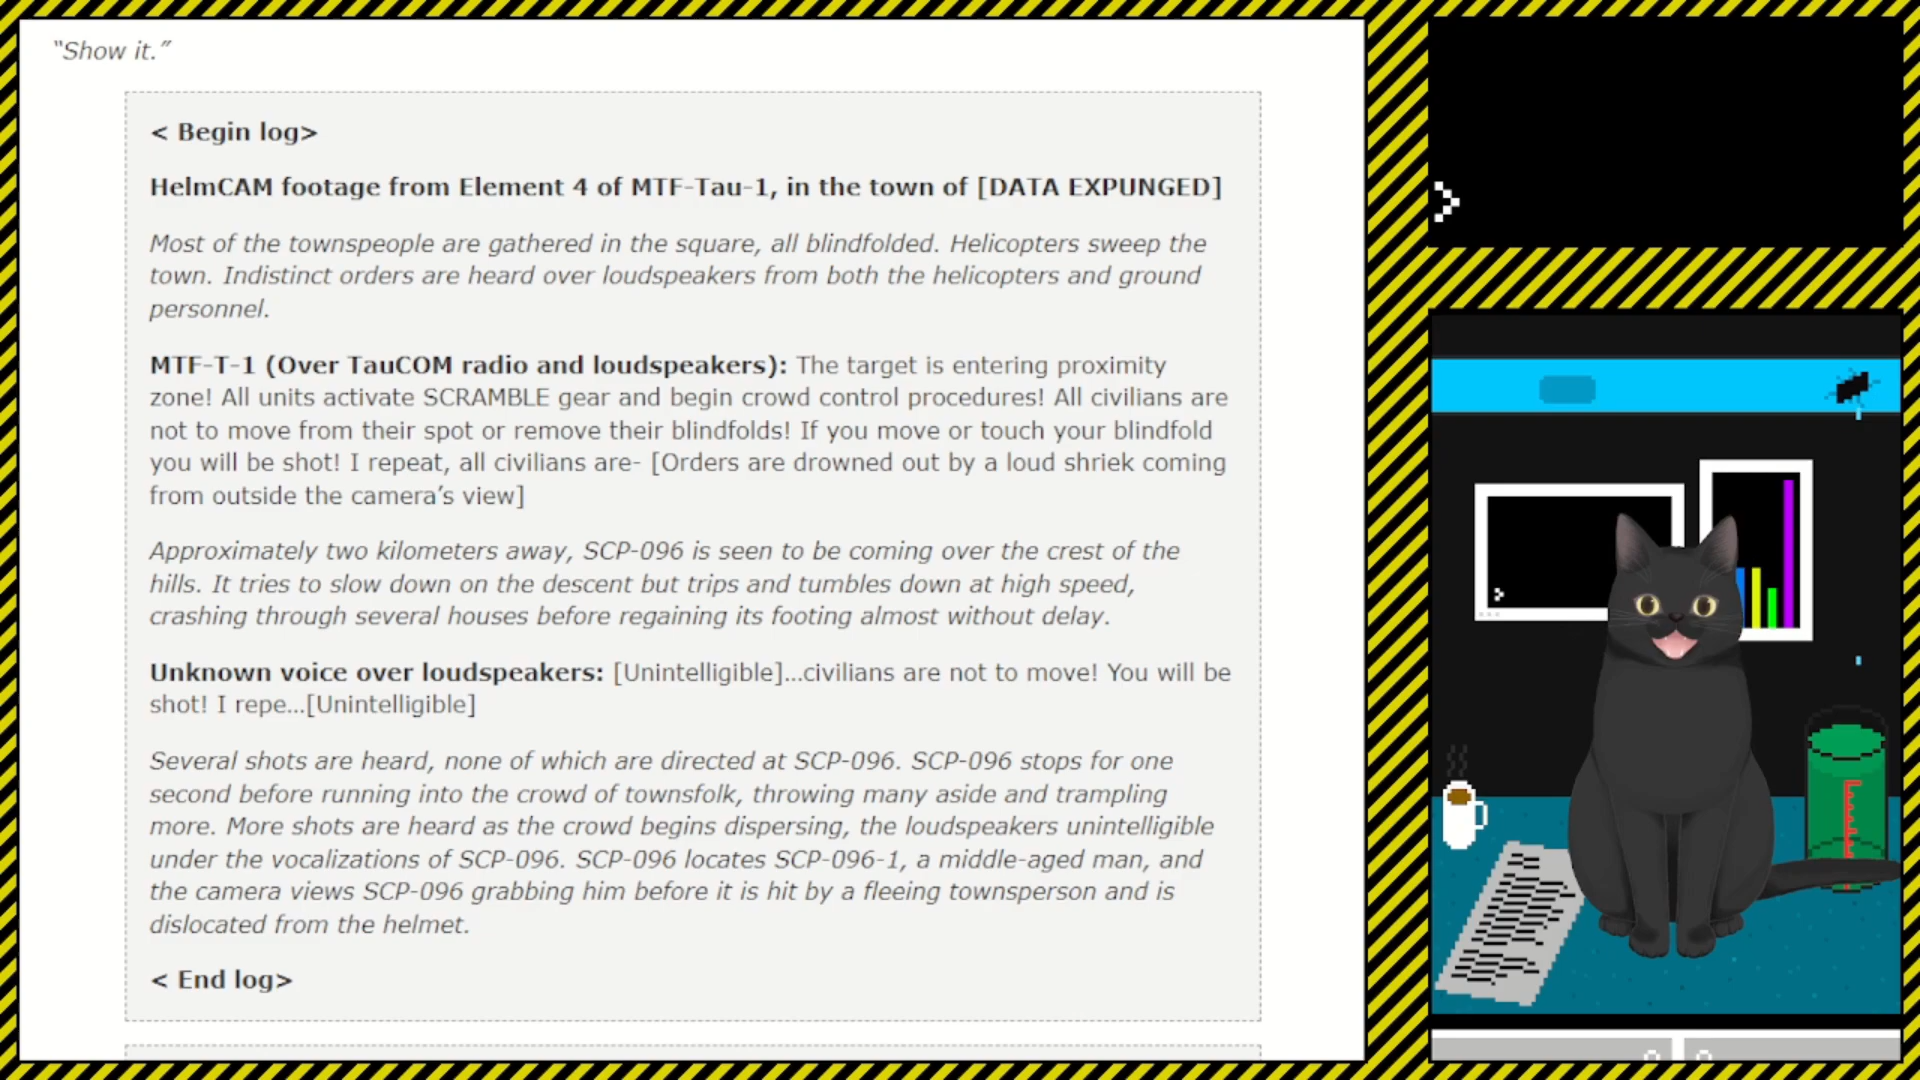 “Show it.”
< Begin log>
HelmCAM footage from Element 4 of MTF-Tau-1, in the town of [DATA EXPUNGED]
Most of the townspeople are gathered in the square, all blindfolded. Helicopters sweep the
town. Indistinct orders are heard over loudspeakers from both the helicopters and ground
personnel.
MTF-T-1 (Over TauCOM radio and loudspeakers): The target is entering proximity
zone! All units activate SCRAMBLE gear and begin crowd control procedures! All civilians are
not to move from their spot or remove their blindfolds! If you move or touch your blindfold
you will be shot! I repeat, all civilians are- [Orders are drowned out by a loud shriek coming
from outside the camera’s view]
Approximately two kilometers away, SCP-096 is seen to be coming over the crest of the
hills. It tries to slow down on the descent but trips and tumbles down at high speed,
crashing through several houses before regaining its footing almost without delay.
Unknown voice over loudspeakers: [Unintelligible]…civilians are not to move! You will be
shot! I repe…[Unintelligible]
Several shots are heard, none of which are directed at SCP-096. SCP-096 stops for one
second before running into the crowd of townsfolk, throwing many aside and trampling
more. More shots are heard as the crowd begins dispersing, the loudspeakers unintelligible
under the vocalizations of SCP-096. SCP-096 locates SCP-096-1, a middle-aged man, and
the camera views SCP-096 grabbing him before it is hit by a fleeing townsperson and is
dislocated from the helmet.
< End log>
>
>